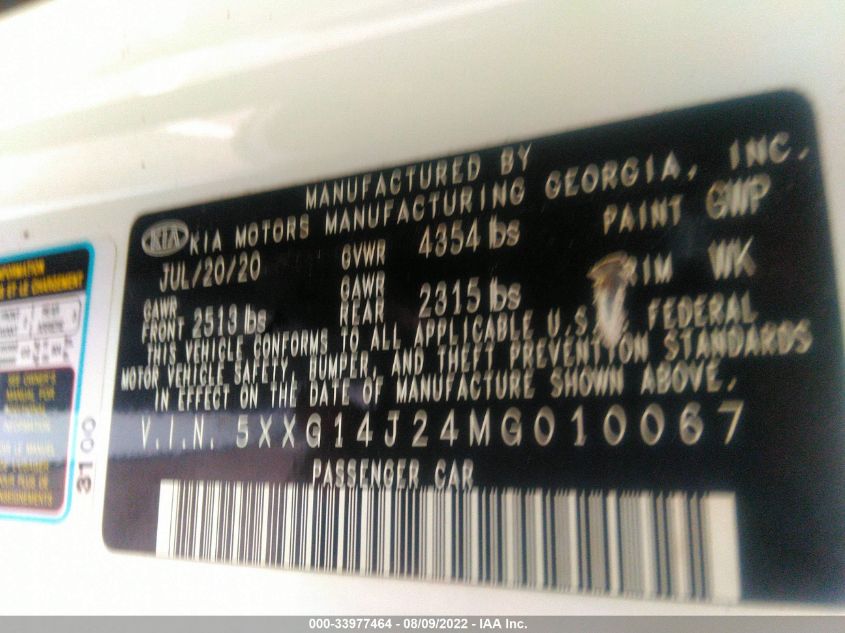 MANUFACTURED BY
KIA KIA MOTORS MANUFACTURING GEORGIA, INC.
JUL/20/20 GVWR 4354 lbs PAINT GWP
GAWR FRONT 2513 lbs GAWR REAR 2315 lbs RIM WK
THIS VEHICLE CONFORMS TO ALL APPLICABLE U.S. FEDERAL
MOTOR VEHICLE SAFETY, BUMPER, AND THEFT PREVENTION STANDARDS
IN EFFECT ON THE DATE OF MANUFACTURE SHOWN ABOVE.
V.I.N. 5XXG14J24MG010067
PASSENGER CAR
3100
000-33977464 - 08/09/2022 - IAA Inc.